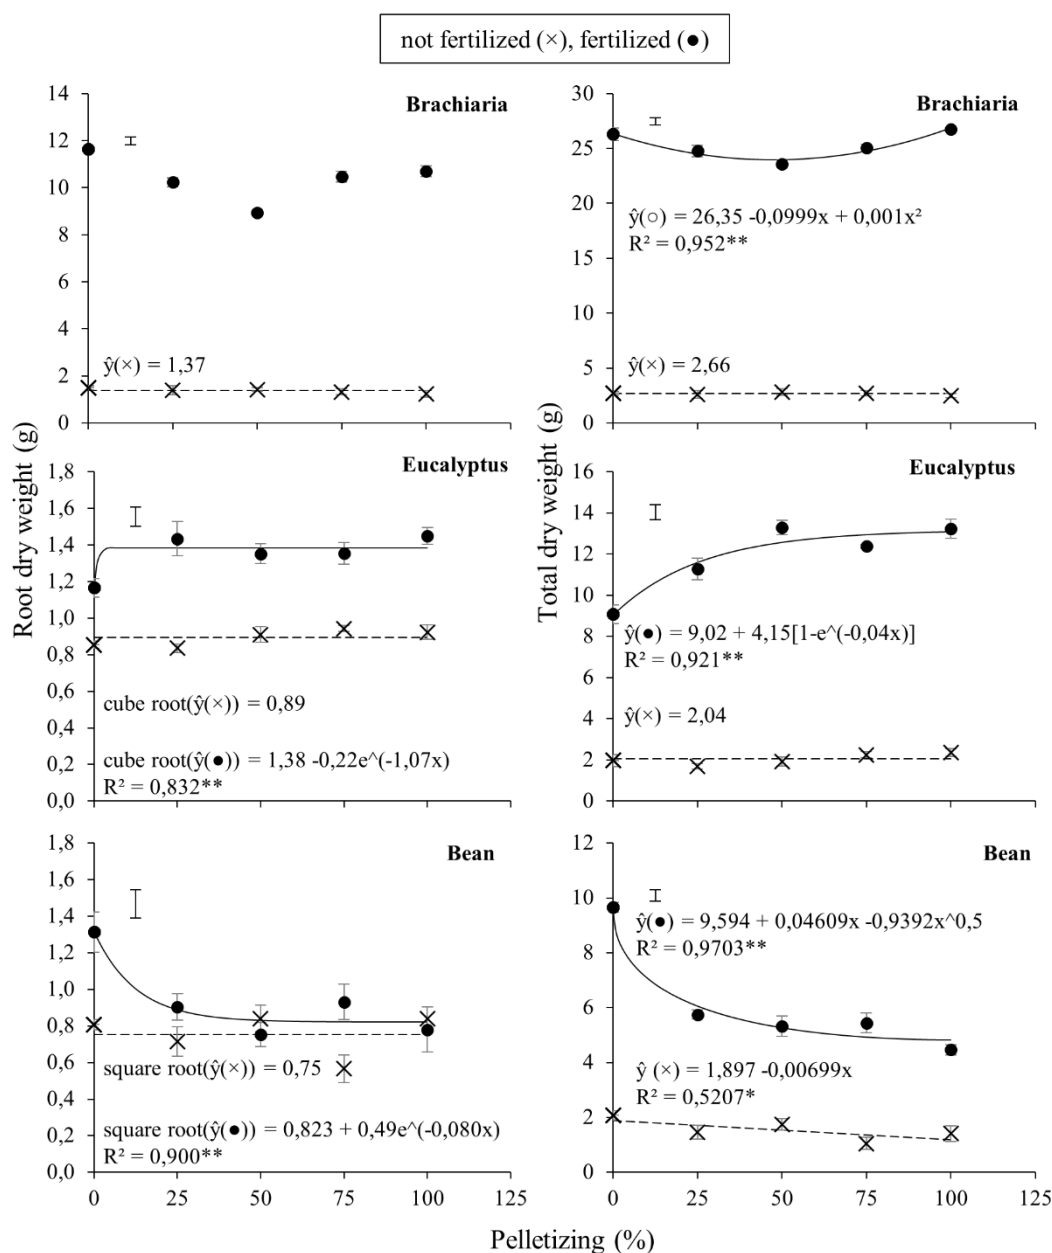 not fertilized (×), fertilized (●)
Brachiaria
14
12
10
8
6
4
2
0
ŷ(×) = 1,37
Brachiaria
30
25
20
15
10
5
0
ŷ(○) = 26,35 -0,0999x + 0,001x²
R² = 0,952**
ŷ(×) = 2,66
Root dry weight (g)
Total dry weight (g)
Eucalyptus
1,8
1,6
1,4
1,2
1,0
0,8
0,6
0,4
0,2
0,0
cube root(ŷ(×)) = 0,89
cube root(ŷ(●)) = 1,38 -0,22e^(-1,07x)
R² = 0,832**
Eucalyptus
16
14
12
10
8
6
4
2
0
ŷ(●) = 9,02 + 4,15[1-e^(-0,04x)]
R² = 0,921**
ŷ(×) = 2,04
Bean
1,8
1,6
1,4
1,2
1,0
0,8
0,6
0,4
0,2
0,0
square root(ŷ(×)) = 0,75
square root(ŷ(●)) = 0,823 + 0,49e^(-0,080x)
R² = 0,900**
0 25 50 75 100 125
Bean
12
10
8
6
4
2
0
ŷ(●) = 9,594 + 0,04609x -0,9392x^0,5
R² = 0,9703**
ŷ (×) = 1,897 -0,00699x
R² = 0,5207*
0 25 50 75 100 125
Pelletizing (%)